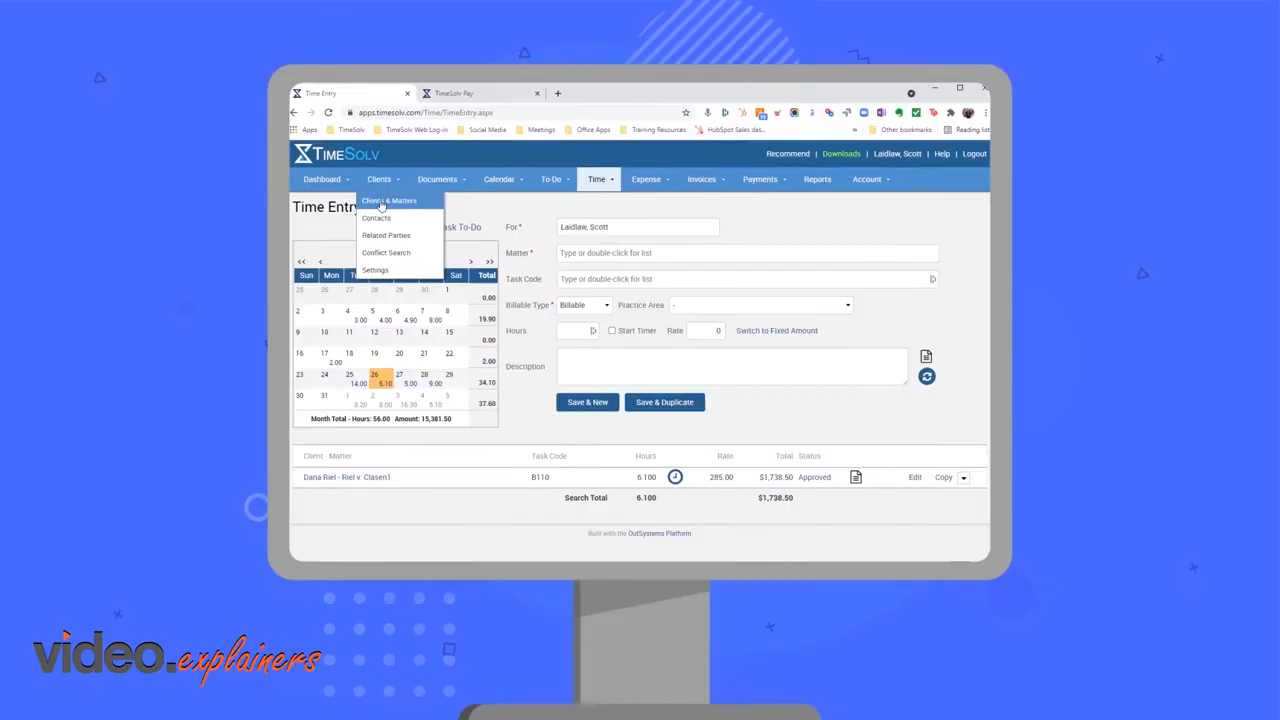 Time Entry
TimeSolv Pay
apps.timesolv.com/Time/TimeEntry.aspx
Apps TimeSolv TimeSolv Web Log-in Social Media Meetings Office Apps Training Resources HubSpot Sales das... » Other bookmarks Reading list
TIMESOLV
Recommend | Downloads | Laidlaw, Scott | Help | Logout
Dashboard Clients Documents Calendar To-Do Time Expense Invoices Payments Reports Account
Clients & Matters
Contacts
Related Parties
Conflict Search
Settings
Time Entry
sk To-Do
<< < > >>
Sun Mon Tu Sat Total
25 26 27 28 29 30 1
0.00
2 3 4 5 6 7 8
3.00 5.00 4.90 8.00 19.90
9 10 11 12 13 14 15
0.00
16 17 18 19 20 21 22
2.00 2.00
23 24 25 26 27 28 29
14.00 6.10 5.00 9.00 34.10
30 31 1 2 3 4 5
8.20 8.00 16.30 5.10 37.60
Month Total - Hours: 56.00 Amount: 15,381.50
For * Laidlaw, Scott
Matter * Type or double-click for list
Task Code Type or double-click for list
Billable Type * Billable Practice Area -
Hours Start Timer Rate 0 Switch to Fixed Amount
Description
Save & New Save & Duplicate
Client - Matter Task Code Hours Rate Total Status
Dana Riel - Riel v. Clasen1 B110 6.100 285.00 $1,738.50 Approved Edit Copy
Search Total 6.100 $1,738.50
Built with the OutSystems Platform
video.explainers